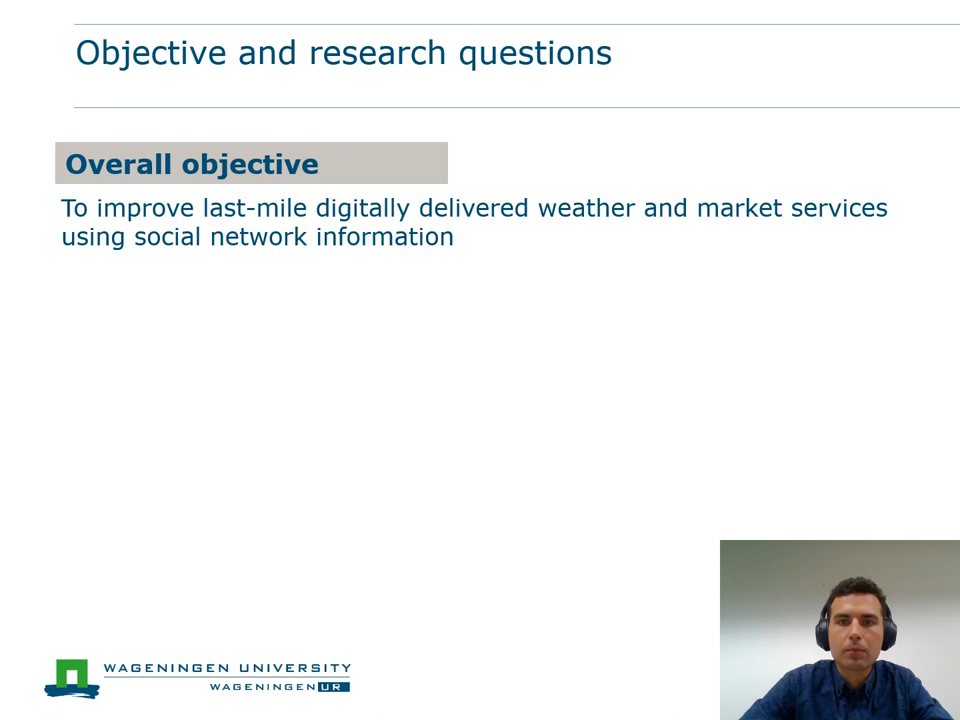 Objective and research questions
Overall objective
To improve last-mile digitally delivered weather and market services
using social network information
WAGENINGEN UNIVERSITY
WAGENINGEN UR